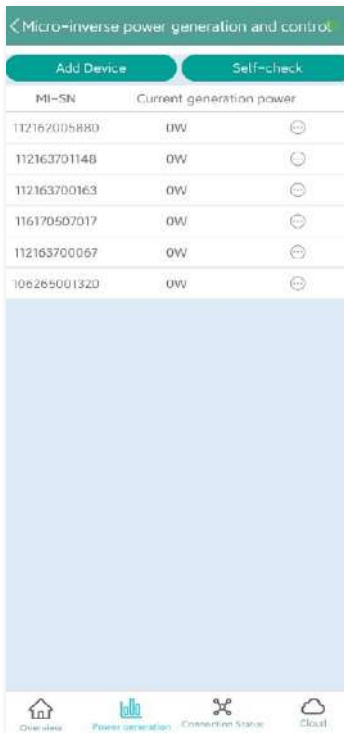 Micro-inverse power generation and control
Add Device Self-check
MI-SN Current generation power
112162005880 0W
112163701148 0W
112163700163 0W
116170507017 0W
112163700067 0W
106265001320 0W
Overview Power generation Connection Status Cloud